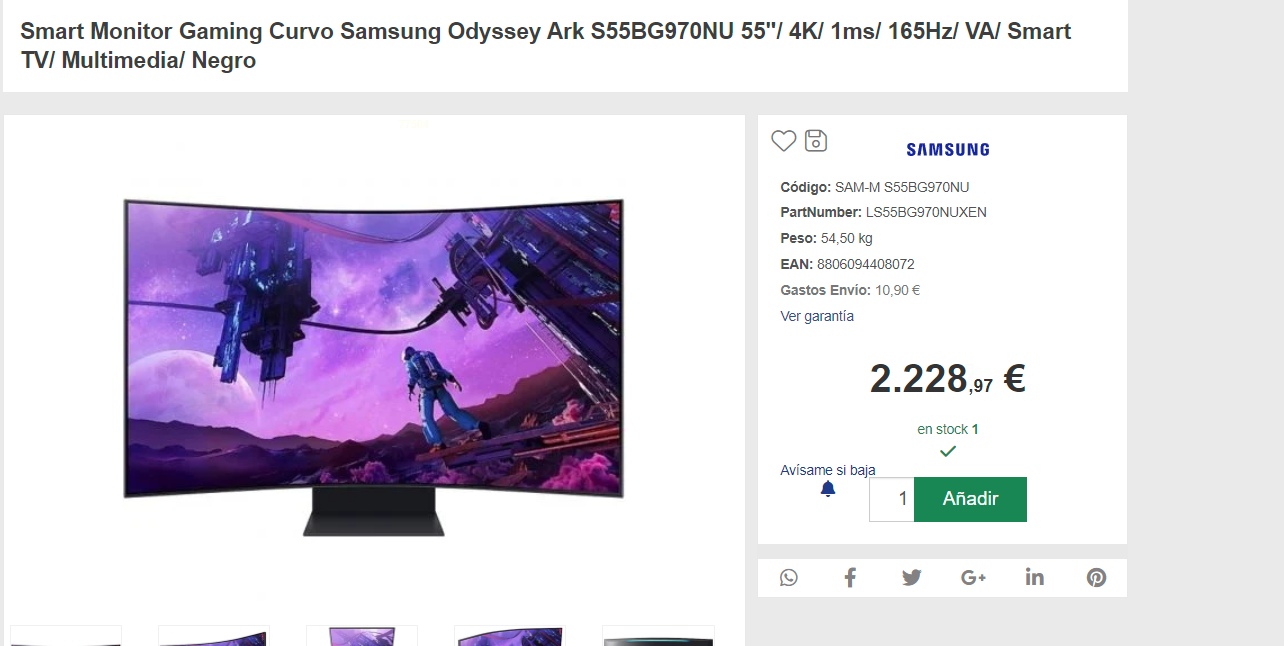 Smart Monitor Gaming Curvo Samsung Odyssey Ark S55BG970NU 55"/ 4K/ 1ms/ 165Hz/ VA/ Smart
TV/ Multimedia/ Negro
SAMSUNG
Código: SAM-M S55BG970NU
PartNumber: LS55BG970NUXEN
Peso: 54,50 kg
EAN: 8806094408072
Gastos Envio: 10,90 €
Ver garantía
2.228,97 €
en stock 1
Avísame si baja
1 Añadir